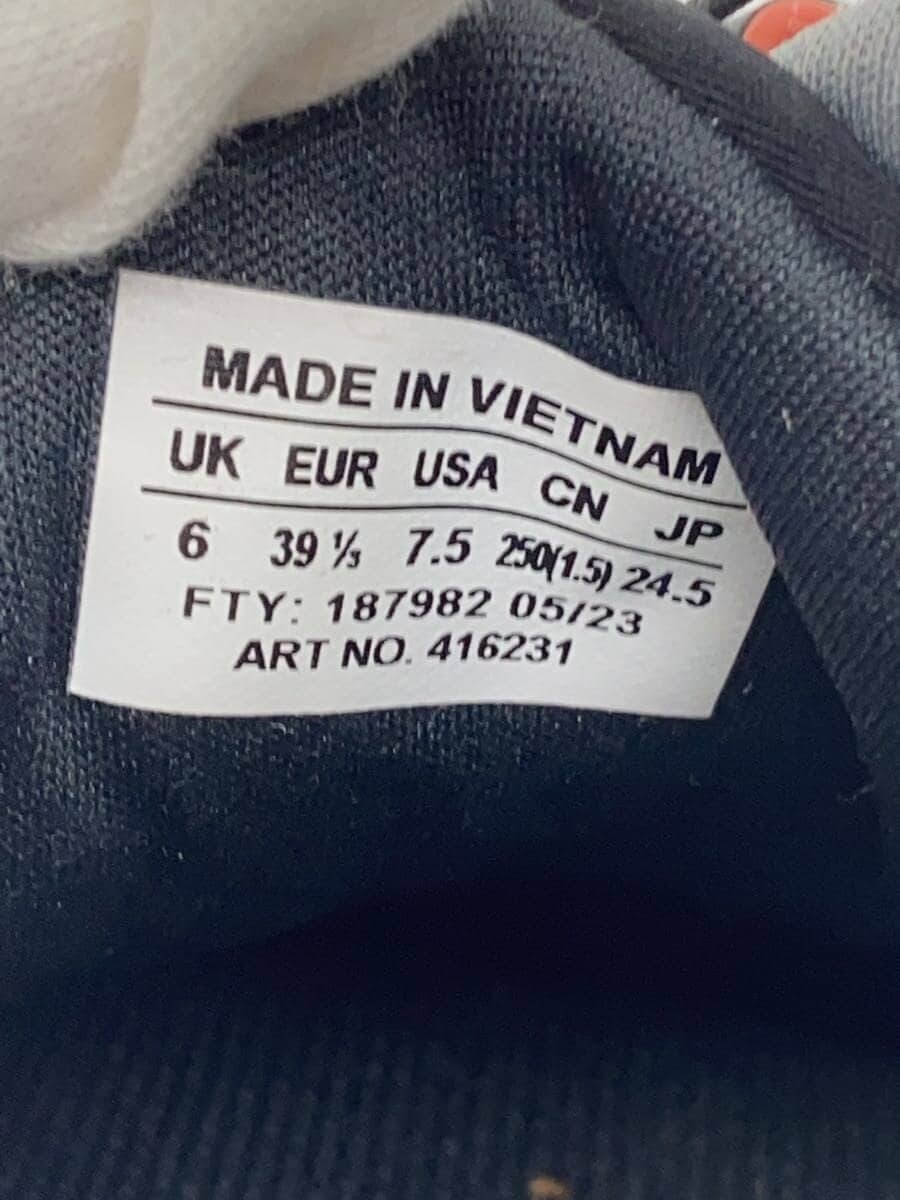 MADE IN VIETNAM
UK EUR USA CN JP
6 39 ⅓ 7.5 250(1.5) 24.5
FTY: 187982 05/23
ART NO. 416231